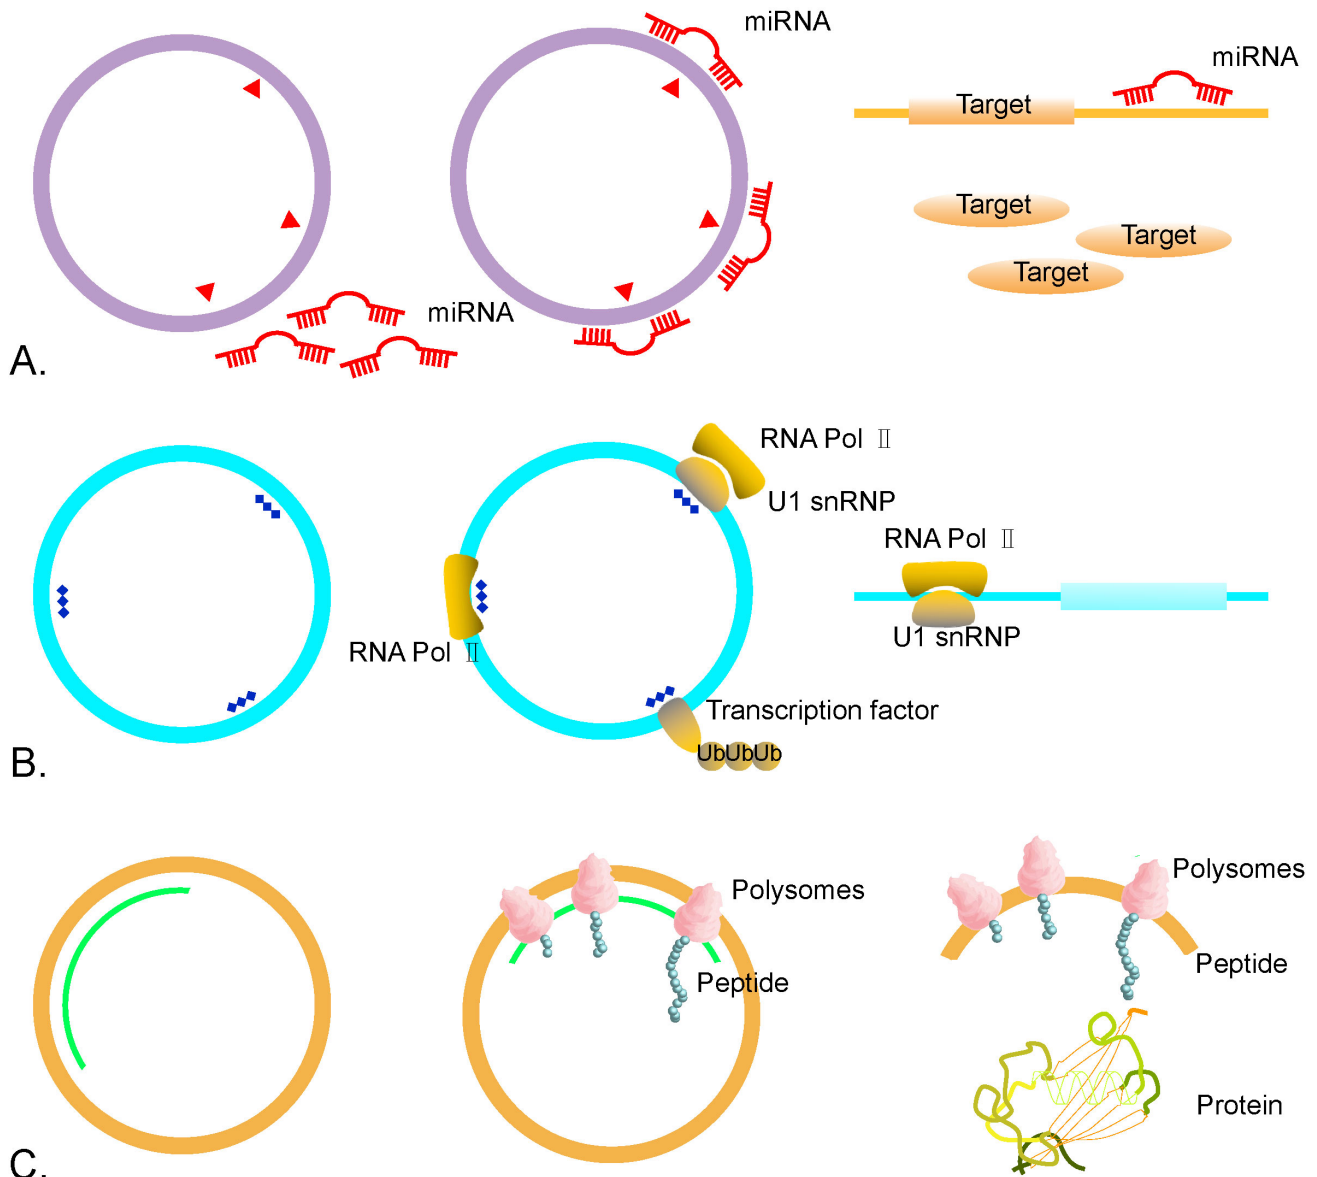 miRNA
miRNA
Target
Target
Target
Target
miRNA
A.
RNA Pol Ⅱ
U1 snRNP
RNA Pol Ⅱ
U1 snRNP
RNA Pol Ⅱ
Transcription factor
UbUbUb
B.
Polysomes
Polysomes
Peptide
Peptide
Protein
C.